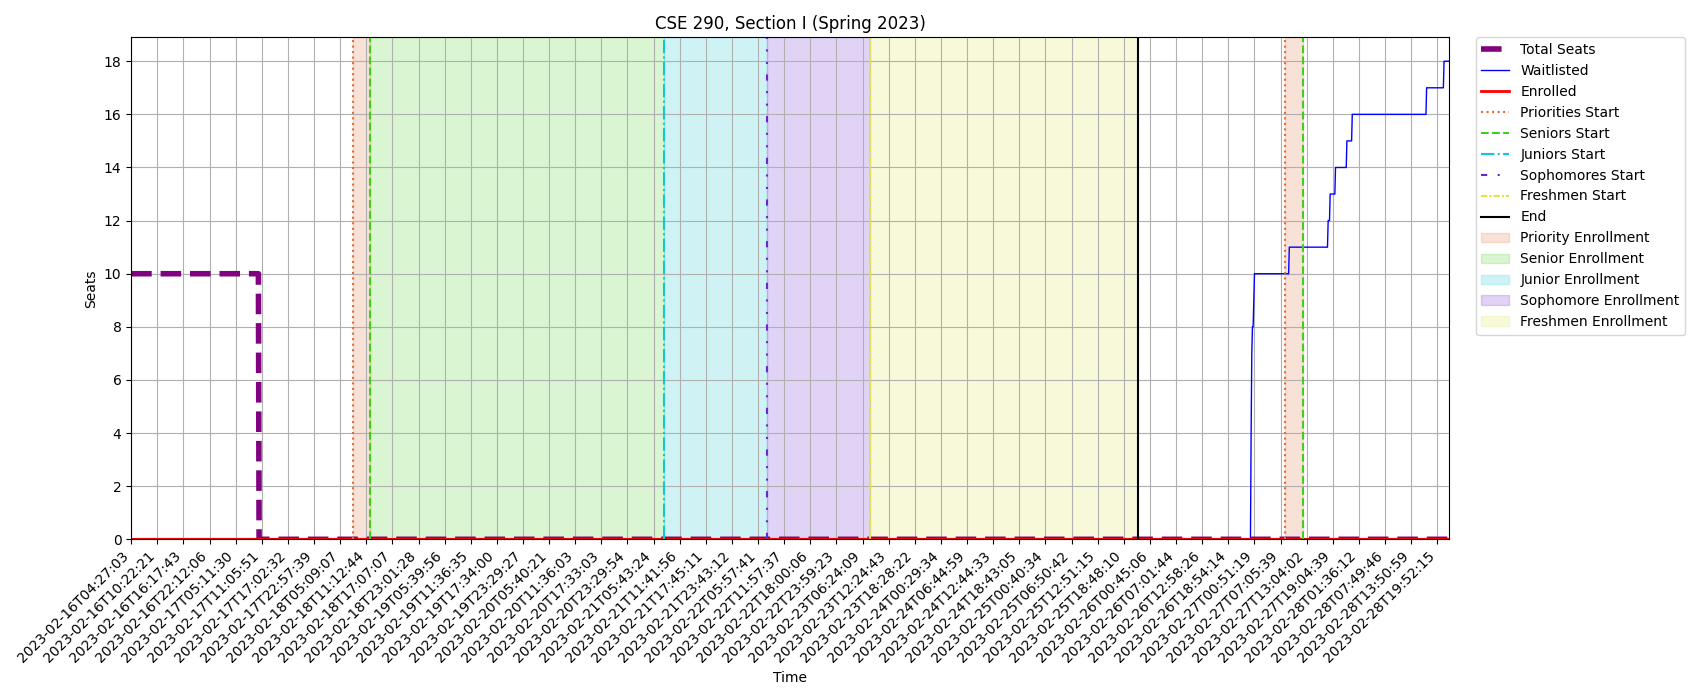 CSE 290, Section I (Spring 2023)
Seats
18
16
14
12
10
8
6
4
2
0
2023-02-16T04:27:03
2023-02-16T10:22:21
2023-02-16T16:17:43
2023-02-16T22:12:06
2023-02-17T05:11:30
2023-02-17T11:05:51
2023-02-17T17:02:32
2023-02-17T22:57:39
2023-02-18T05:09:07
2023-02-18T11:12:44
2023-02-18T17:07:07
2023-02-18T23:01:28
2023-02-19T05:39:56
2023-02-19T11:36:35
2023-02-19T17:34:00
2023-02-19T23:29:27
2023-02-20T05:40:21
2023-02-20T11:36:03
2023-02-20T17:33:03
2023-02-20T23:29:54
2023-02-21T05:43:24
2023-02-21T11:41:56
2023-02-21T17:45:11
2023-02-21T23:43:12
2023-02-22T05:57:41
2023-02-22T11:57:37
2023-02-22T18:00:06
2023-02-22T23:59:23
2023-02-23T06:24:09
2023-02-23T12:24:43
2023-02-23T18:28:22
2023-02-24T00:29:34
2023-02-24T06:44:59
2023-02-24T12:44:33
2023-02-24T18:43:05
2023-02-25T00:40:34
2023-02-25T06:50:42
2023-02-25T12:51:15
2023-02-25T18:48:10
2023-02-26T00:45:06
2023-02-26T07:01:44
2023-02-26T12:58:26
2023-02-26T18:54:14
2023-02-27T00:51:19
2023-02-27T07:05:39
2023-02-27T13:04:02
2023-02-27T19:04:39
2023-02-28T01:36:12
2023-02-28T07:49:46
2023-02-28T13:50:59
2023-02-28T19:52:15
Time
Total Seats
Waitlisted
Enrolled
Priorities Start
Seniors Start
Juniors Start
Sophomores Start
Freshmen Start
End
Priority Enrollment
Senior Enrollment
Junior Enrollment
Sophomore Enrollment
Freshmen Enrollment